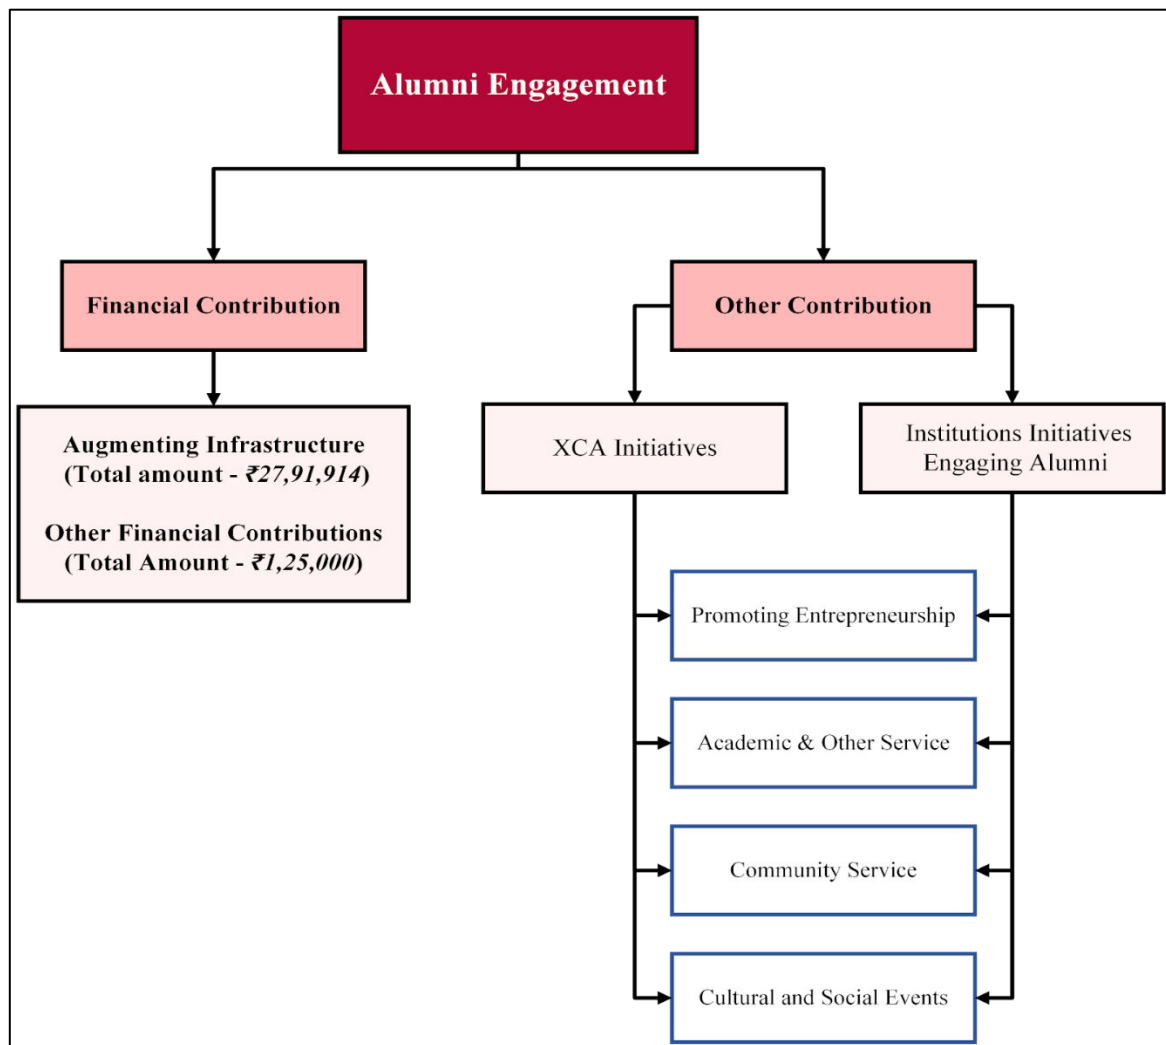 Alumni Engagement
Financial Contribution
Other Contribution
Augmenting Infrastructure
(Total amount - ₹27,91,914)
Other Financial Contributions
(Total Amount - ₹1,25,000)
XCA Initiatives
Institutions Initiatives
Engaging Alumni
Promoting Entrepreneurship
Academic & Other Service
Community Service
Cultural and Social Events